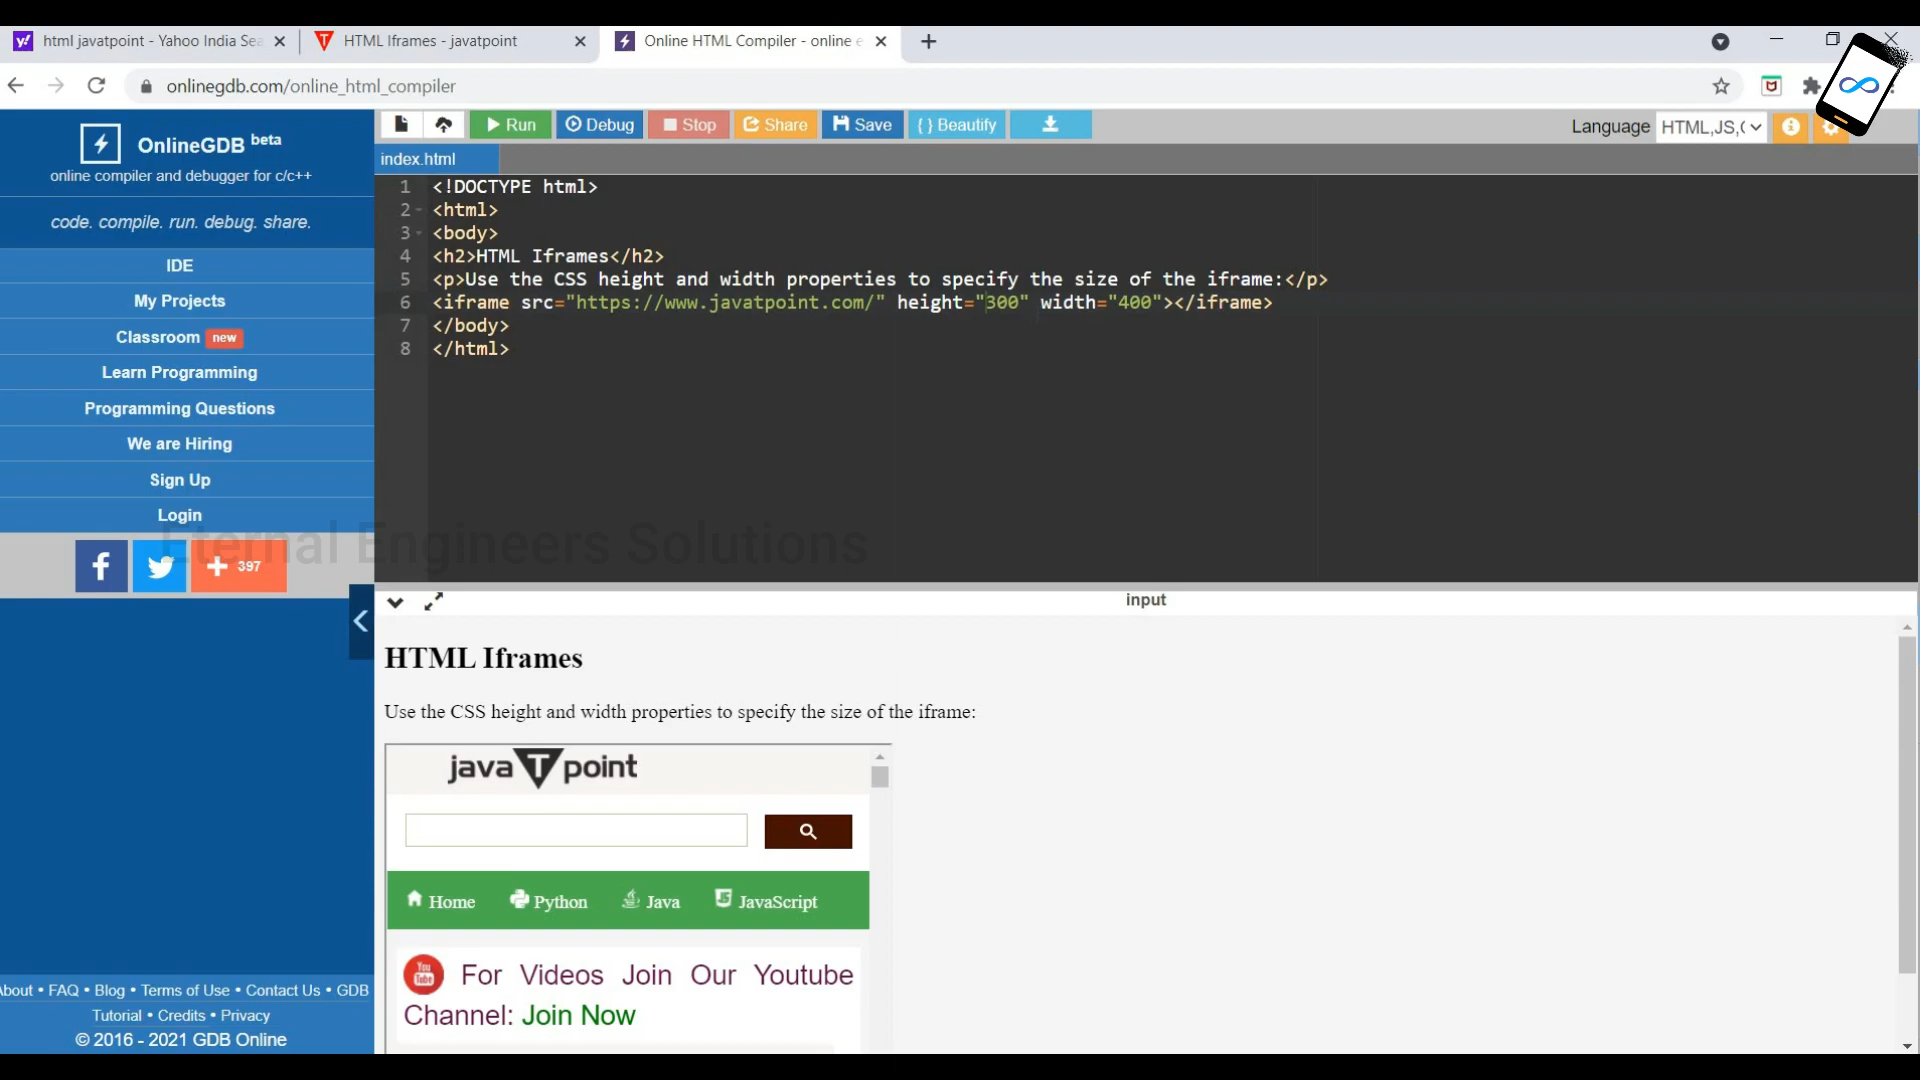 html javatpoint - Yahoo India Sea
HTML Iframes - javatpoint
Online HTML Compiler - online e
onlinegdb.com/online_html_compiler
OnlineGDB beta
online compiler and debugger for c/c++
code. compile. run. debug. share.
IDE
My Projects
Classroom new
Learn Programming
Programming Questions
We are Hiring
Sign Up
Login
f
+ 397
About • FAQ • Blog • Terms of Use • Contact Us • GDB
Tutorial • Credits • Privacy
© 2016 - 2021 GDB Online
Run Debug Stop Share Save { } Beautify
Language HTML,JS,C
index.html
1 <!DOCTYPE html>
2 <html>
3 <body>
4 <h2>HTML Iframes</h2>
5 <p>Use the CSS height and width properties to specify the size of the iframe:</p>
6 <iframe src="https://www.javatpoint.com/" height="300" width="400"></iframe>
7 </body>
8 </html>
Eternal Engineers Solutions
input
HTML Iframes
Use the CSS height and width properties to specify the size of the iframe:
java T point
Home Python Java JavaScript
You Tube For Videos Join Our Youtube
Channel: Join Now